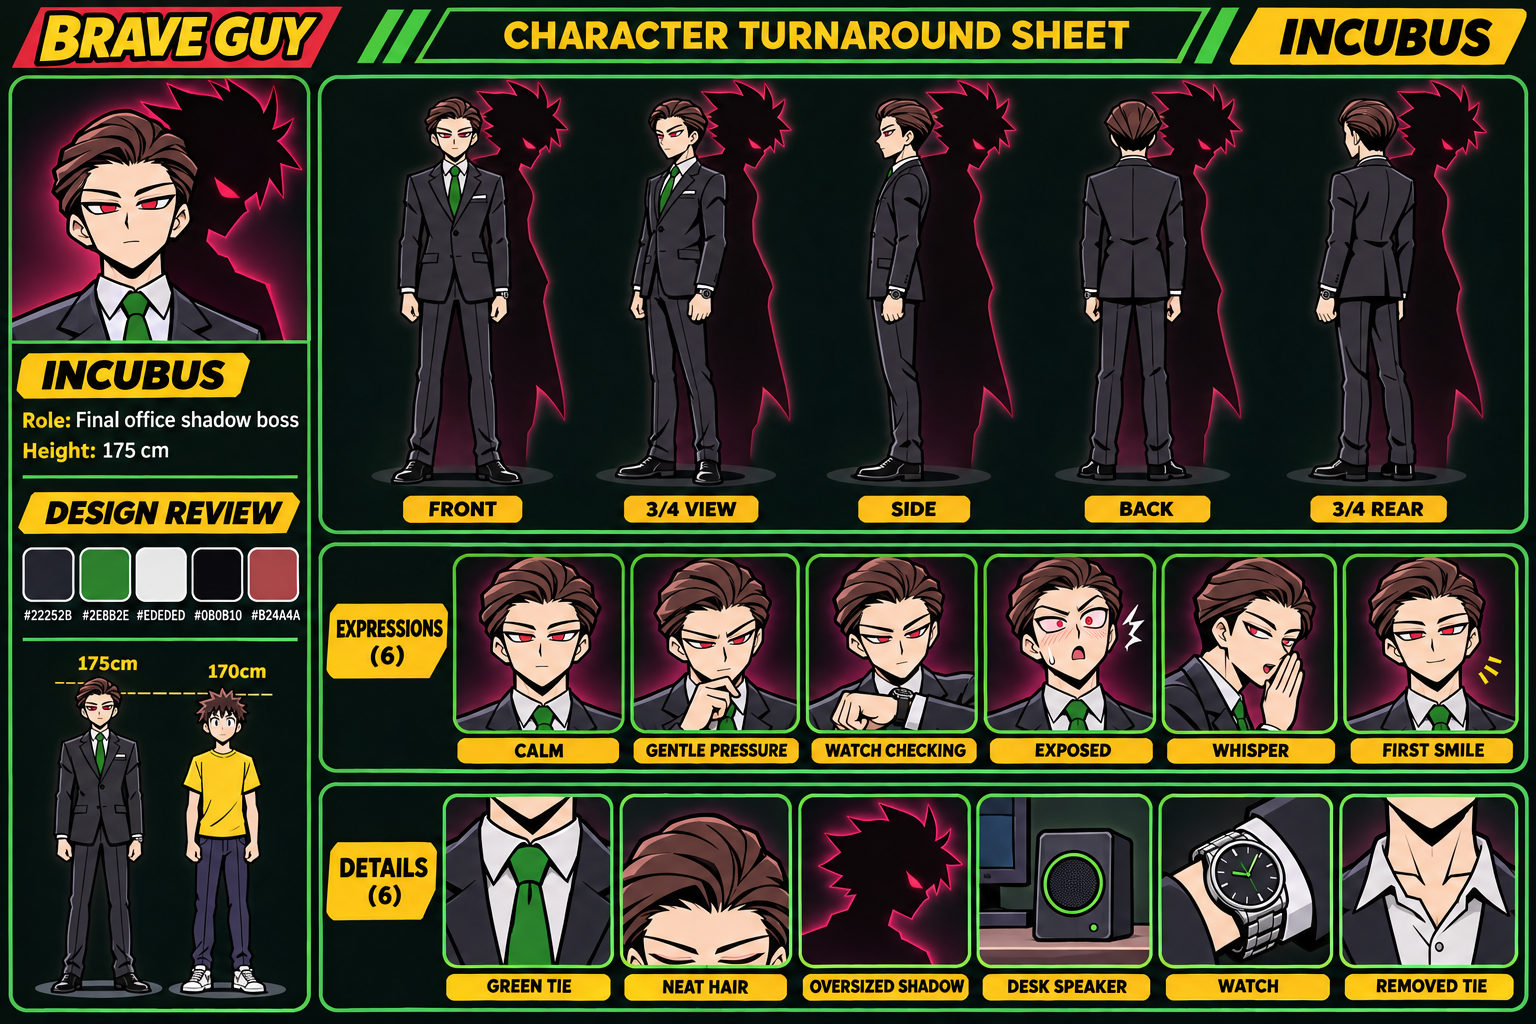 BRAVE GUY
CHARACTER TURNAROUND SHEET
INCUBUS
INCUBUS
Role: Final office shadow boss
Height: 175 cm
DESIGN REVIEW
#22252B #2E8B2E #EDEDED #0B0B10 #B24A4A
175cm
170cm
FRONT
3/4 VIEW
SIDE
BACK
3/4 REAR
EXPRESSIONS
(6)
CALM
GENTLE PRESSURE
WATCH CHECKING
EXPOSED
WHISPER
FIRST SMILE
DETAILS
(6)
GREEN TIE
NEAT HAIR
OVERSIZED SHADOW
DESK SPEAKER
WATCH
REMOVED TIE